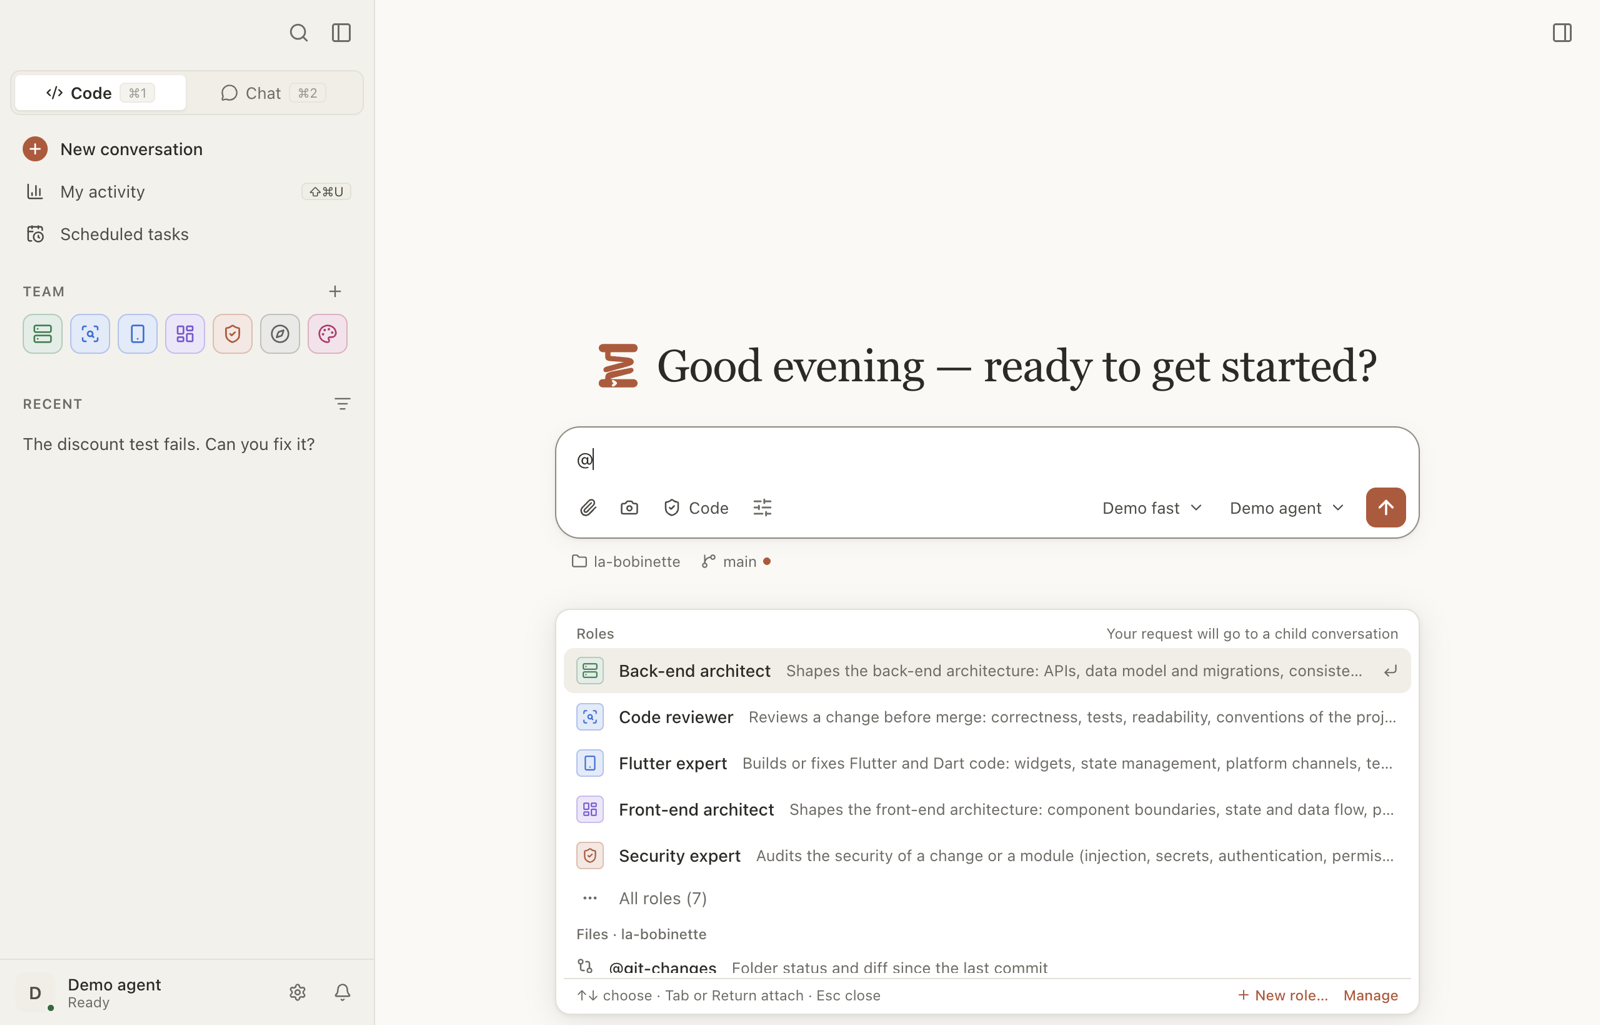 Code ⌘1
Chat ⌘2
New conversation
My activity ⇧⌘U
Scheduled tasks
TEAM
RECENT
The discount test fails. Can you fix it?
D
Demo agent
Ready
Good evening — ready to get started?
@
Code
Demo fast
Demo agent
la-bobinette
main
Roles
Your request will go to a child conversation
Back-end architect Shapes the back-end architecture: APIs, data model and migrations, consiste...
Code reviewer Reviews a change before merge: correctness, tests, readability, conventions of the proj...
Flutter expert Builds or fixes Flutter and Dart code: widgets, state management, platform channels, te...
Front-end architect Shapes the front-end architecture: component boundaries, state and data flow, p...
Security expert Audits the security of a change or a module (injection, secrets, authentication, permis...
All roles (7)
Files · la-bobinette
@git-changes Folder status and diff since the last commit
↑↓ choose · Tab or Return attach · Esc close
+ New role...
Manage